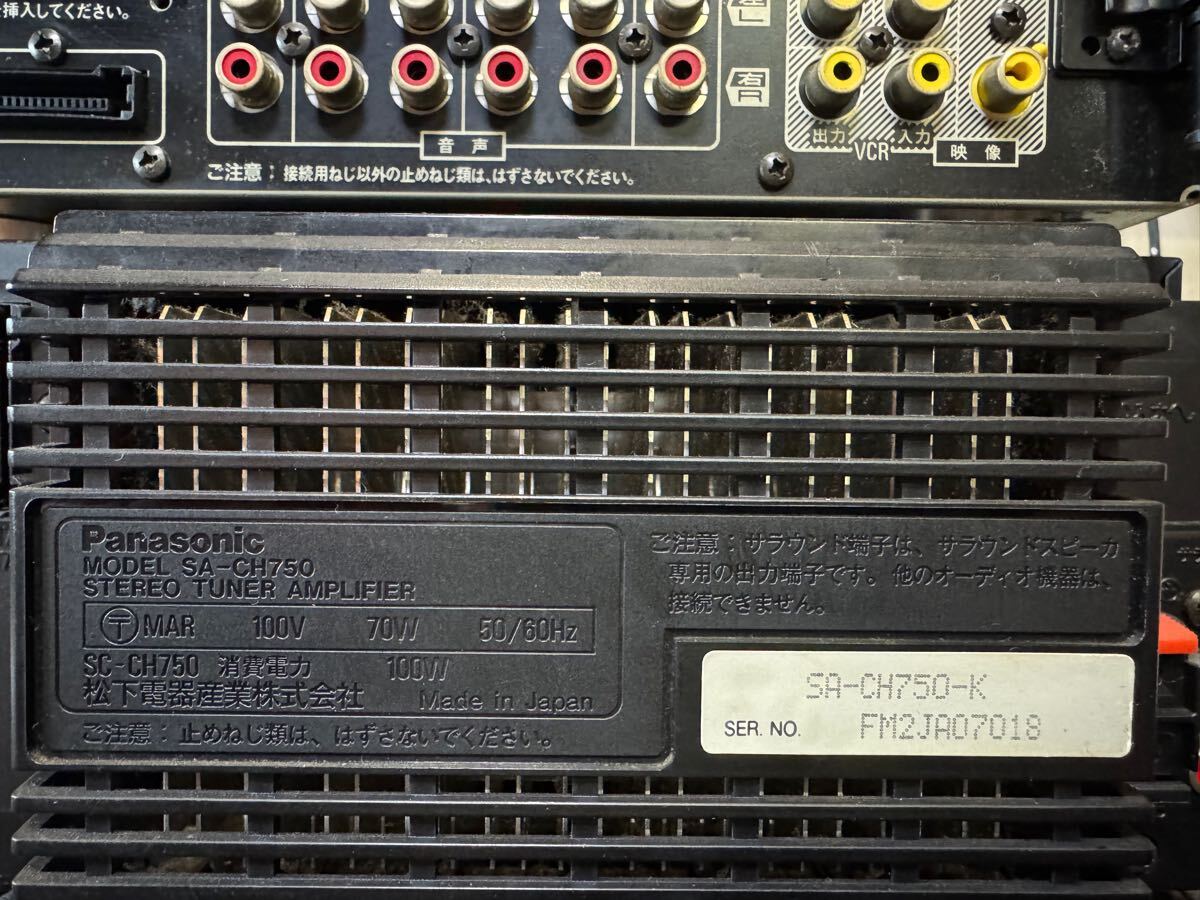 挿入してください。
右
音声
出力 入力
VCR
映像
ご注意：接続用ねじ以外の止めねじ類は、はずさないでください。
Panasonic
MODEL SA-CH750
STEREO TUNER AMPLIFIER
〒 MAR 100V 70W 50/60Hz
SC-CH750 消費電力 100W
松下電器産業株式会社 Made in Japan
ご注意：止めねじ類は、はずさないでください。
ご注意：サラウンド端子は、サラウンドスピーカ
専用の出力端子です。他のオーディオ機器は、
接続できません。
SA-CH750-K
SER. NO. FM2JA07018